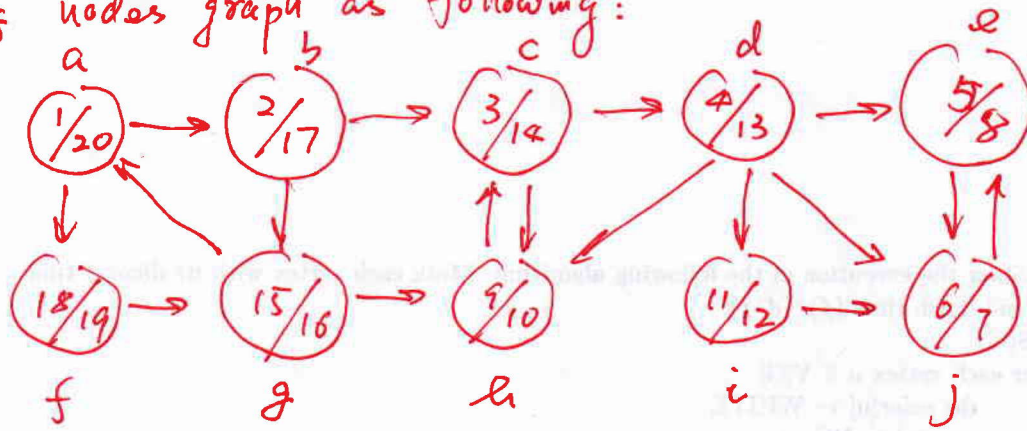 nodes graph as following:
a b c d e
1/20 2/17 3/14 4/13 5/8
18/19 15/16 9/10 11/12 6/7
f g h i j